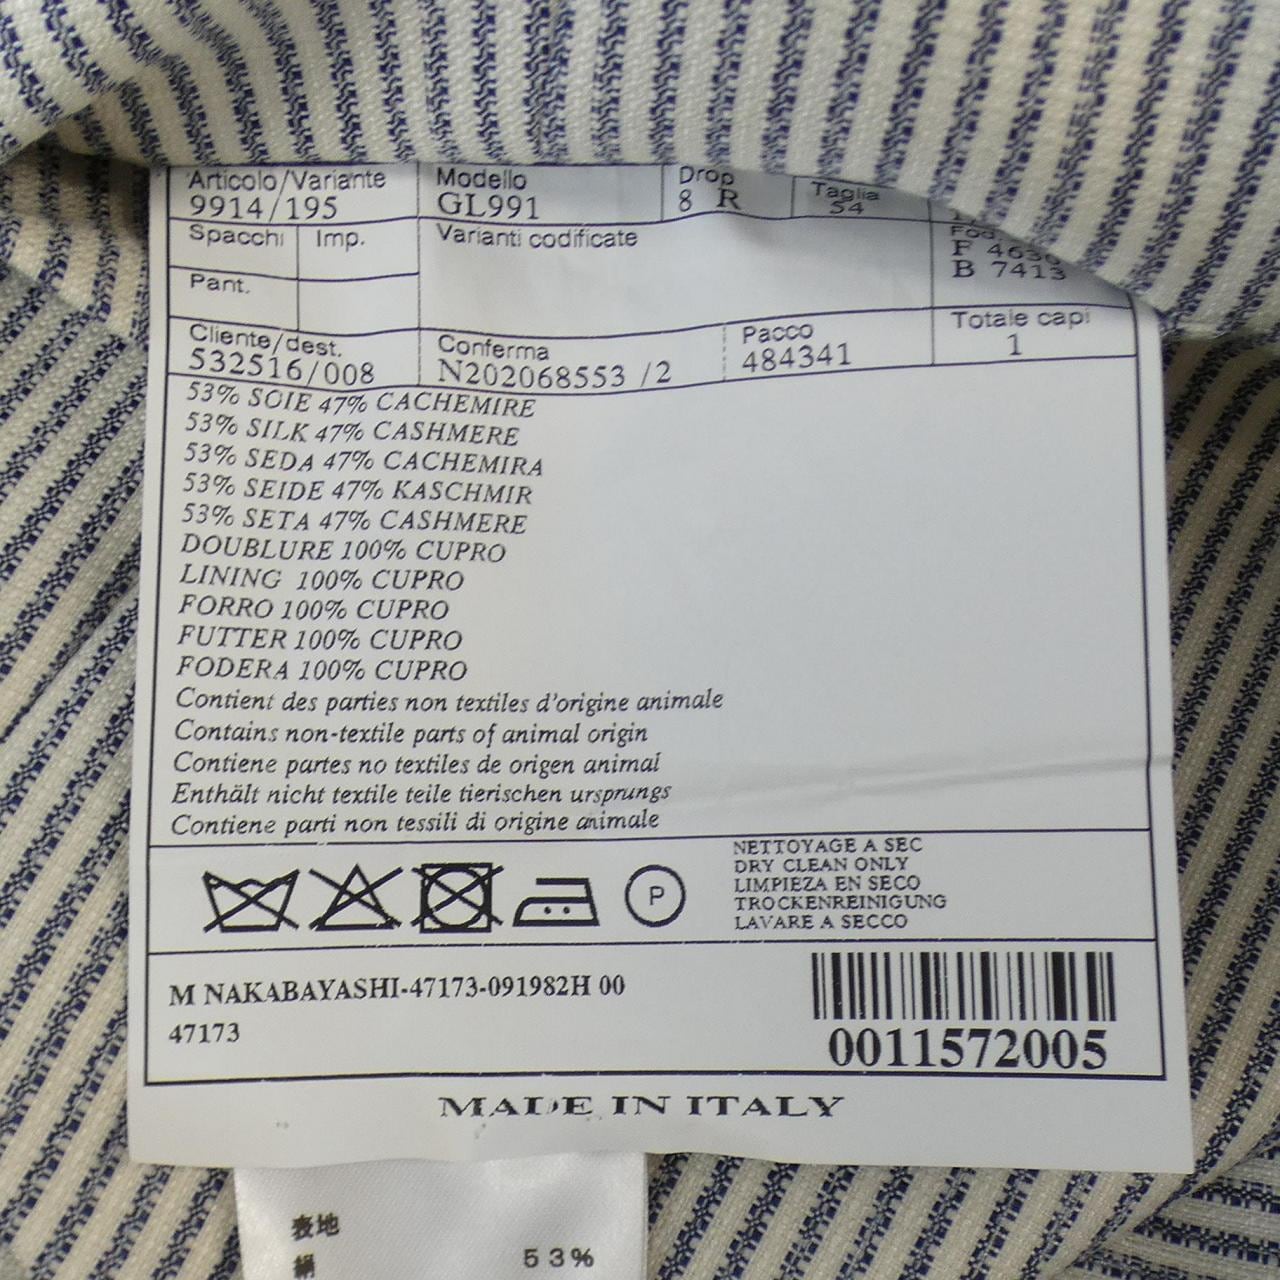 Articolo/Variante Modello Drop Taglia
9914/195 GL991 8 R 54
Spacchi Imp. Varianti codificate
F 4630
B 7413
Pant.
Cliente/dest. Conferma Pacco Totale capi
532516/008 N202068553 /2 484341 1
53% SOIE 47% CACHEMIRE
53% SILK 47% CASHMERE
53% SEDA 47% CACHEMIRA
53% SEIDE 47% KASCHMIR
53% SETA 47% CASHMERE
DOUBLURE 100% CUPRO
LINING 100% CUPRO
FORRO 100% CUPRO
FUTTER 100% CUPRO
FODERA 100% CUPRO
Contient des parties non textiles d'origine animale
Contains non-textile parts of animal origin
Contiene partes no textiles de origen animal
Enthält nicht textile teile tierischen ursprungs
Contiene parti non tessili di origine animale
P
NETTOYAGE A SEC
DRY CLEAN ONLY
LIMPIEZA EN SECO
TROCKENREINIGUNG
LAVARE A SECCO
M NAKABAYASHI-47173-091982H 00
47173
0011572005
MADE IN ITALY
表地
絹 53%